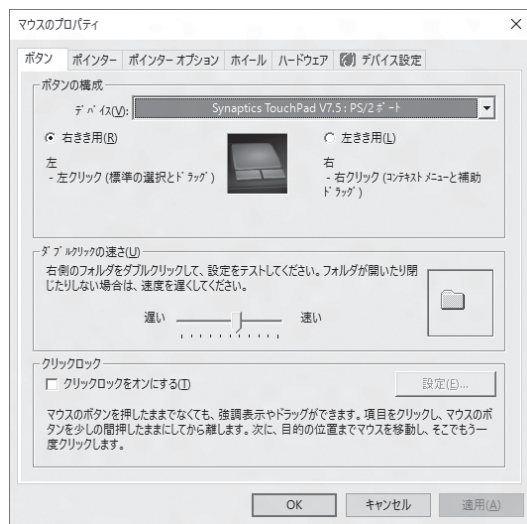 マウスのプロパティ
ボタン ポインター ポインター オプション ホイール ハードウェア デバイス設定
ボタンの構成
ﾃﾞﾊﾞｲｽ(V): Synaptics TouchPad V7.5 : PS/2 ﾎﾟｰﾄ
右きき用(R) 左きき用(L)
左 右
- 左クリック (標準の選択とﾄﾞﾗｯｸﾞ) - 右クリック (ｺﾝﾃｷｽﾄ ﾒﾆｭｰと補助
ﾄﾞﾗｯｸﾞ)
ﾀﾞﾌﾞﾙｸﾘｯｸの速さ(U)
右側のフォルダをダブルクリックして、設定をテストしてください。フォルダが開いたり閉
じたりしない場合は、速度を遅くしてください。
遅い 速い
クリックロック
クリックロックをオンにする(T) 設定(E)...
マウスのボタンを押したままでなくても、強調表示やドラッグができます。項目をクリックし、マウスのボ
タンを少しの間押したままにしてから離します。次に、目的の位置までマウスを移動し、そこでもう一
度クリックします。
OK キャンセル 適用(A)